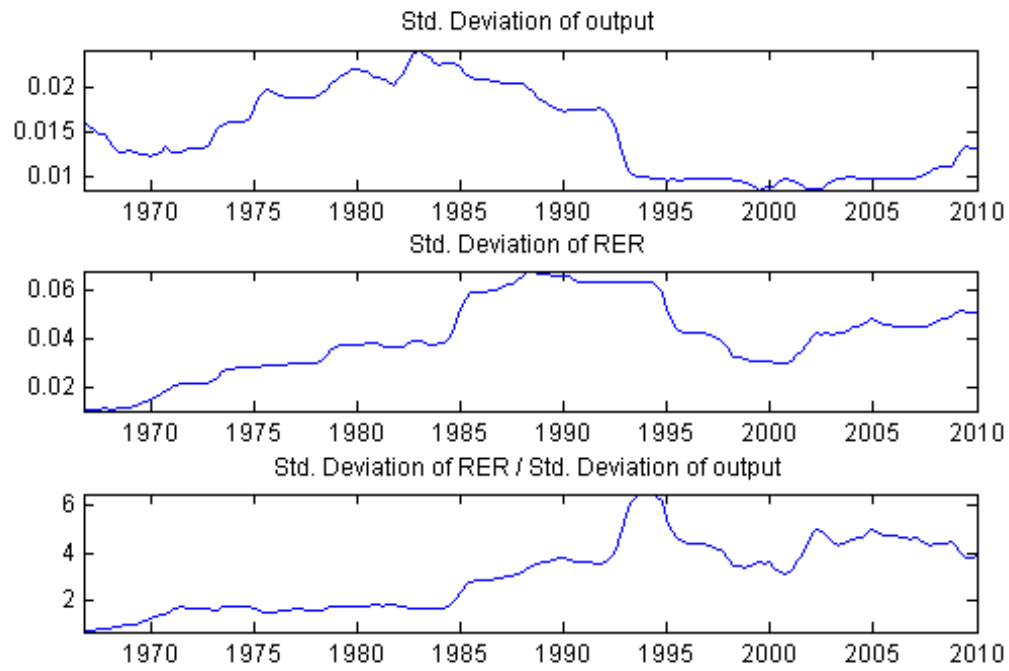 Std. Deviation of output
0.02
0.015
0.01
1970 1975 1980 1985 1990 1995 2000 2005 2010
Std. Deviation of RER
0.06
0.04
0.02
1970 1975 1980 1985 1990 1995 2000 2005 2010
Std. Deviation of RER / Std. Deviation of output
6
4
2
1970 1975 1980 1985 1990 1995 2000 2005 2010